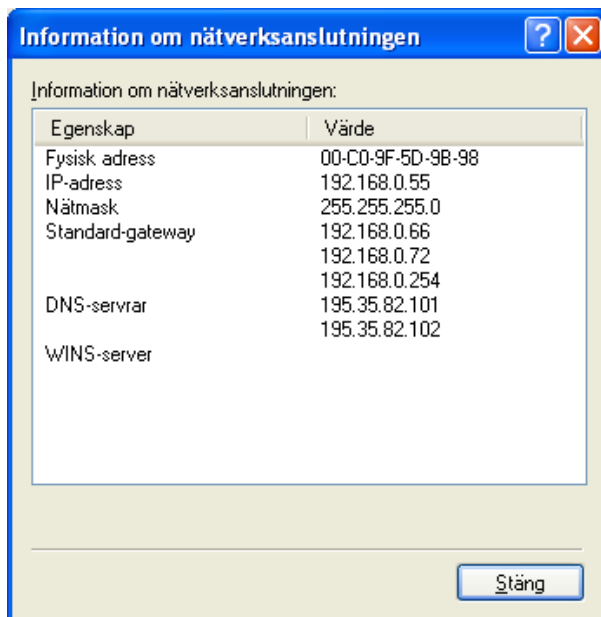 Information om nätverksanslutningen
Information om nätverksanslutningen:
Egenskap Värde
Fysisk adress 00-C0-9F-5D-9B-98
IP-adress 192.168.0.55
Nätmask 255.255.255.0
Standard-gateway 192.168.0.66
192.168.0.72
192.168.0.254
DNS-servrar 195.35.82.101
195.35.82.102
WINS-server
Stäng